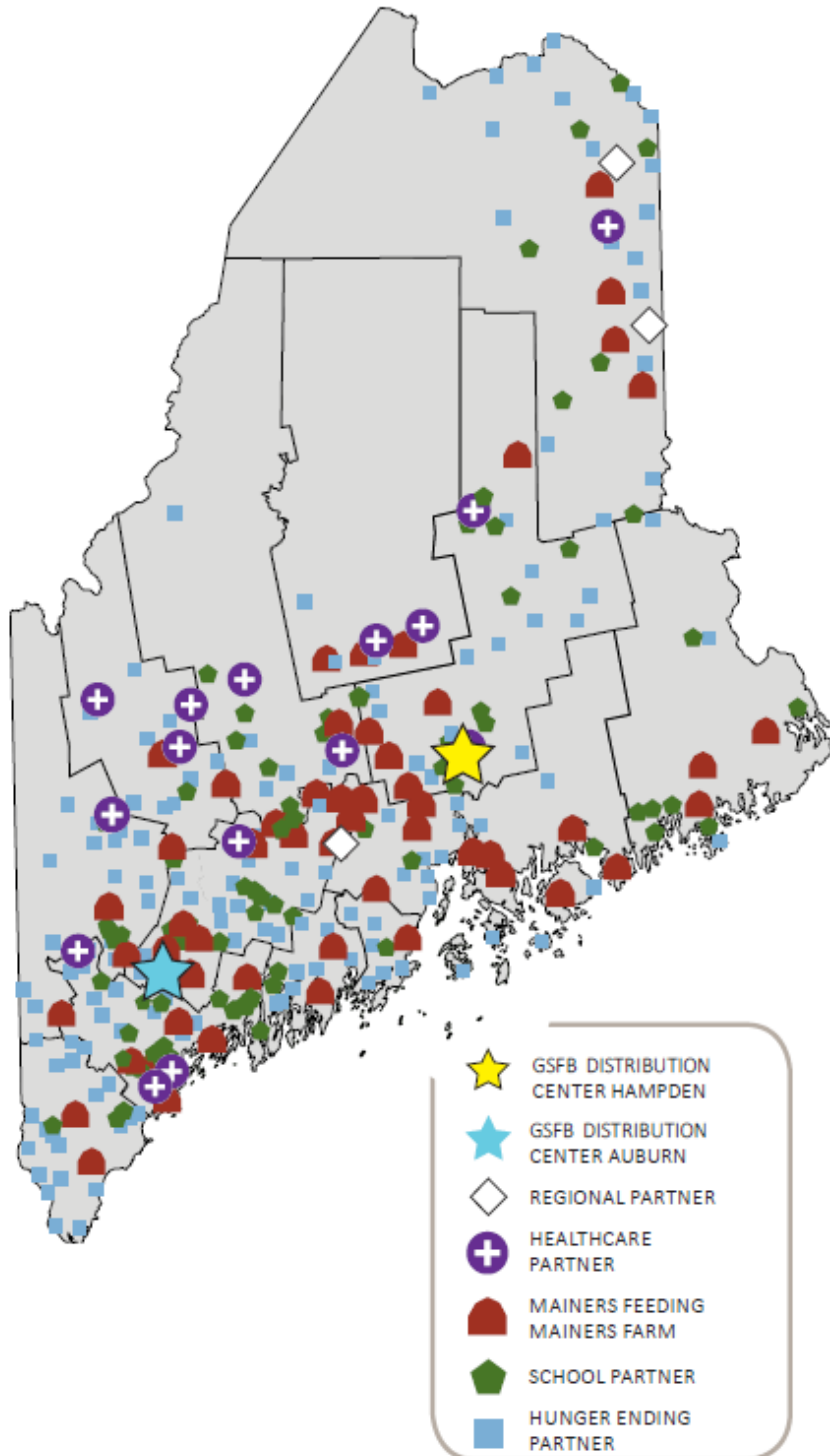 GSFB DISTRIBUTION
CENTER HAMPDEN
GSFB DISTRIBUTION
CENTER AUBURN
REGIONAL PARTNER
HEALTHCARE
PARTNER
MAINERS FEEDING
MAINERS FARM
SCHOOL PARTNER
HUNGER ENDING
PARTNER